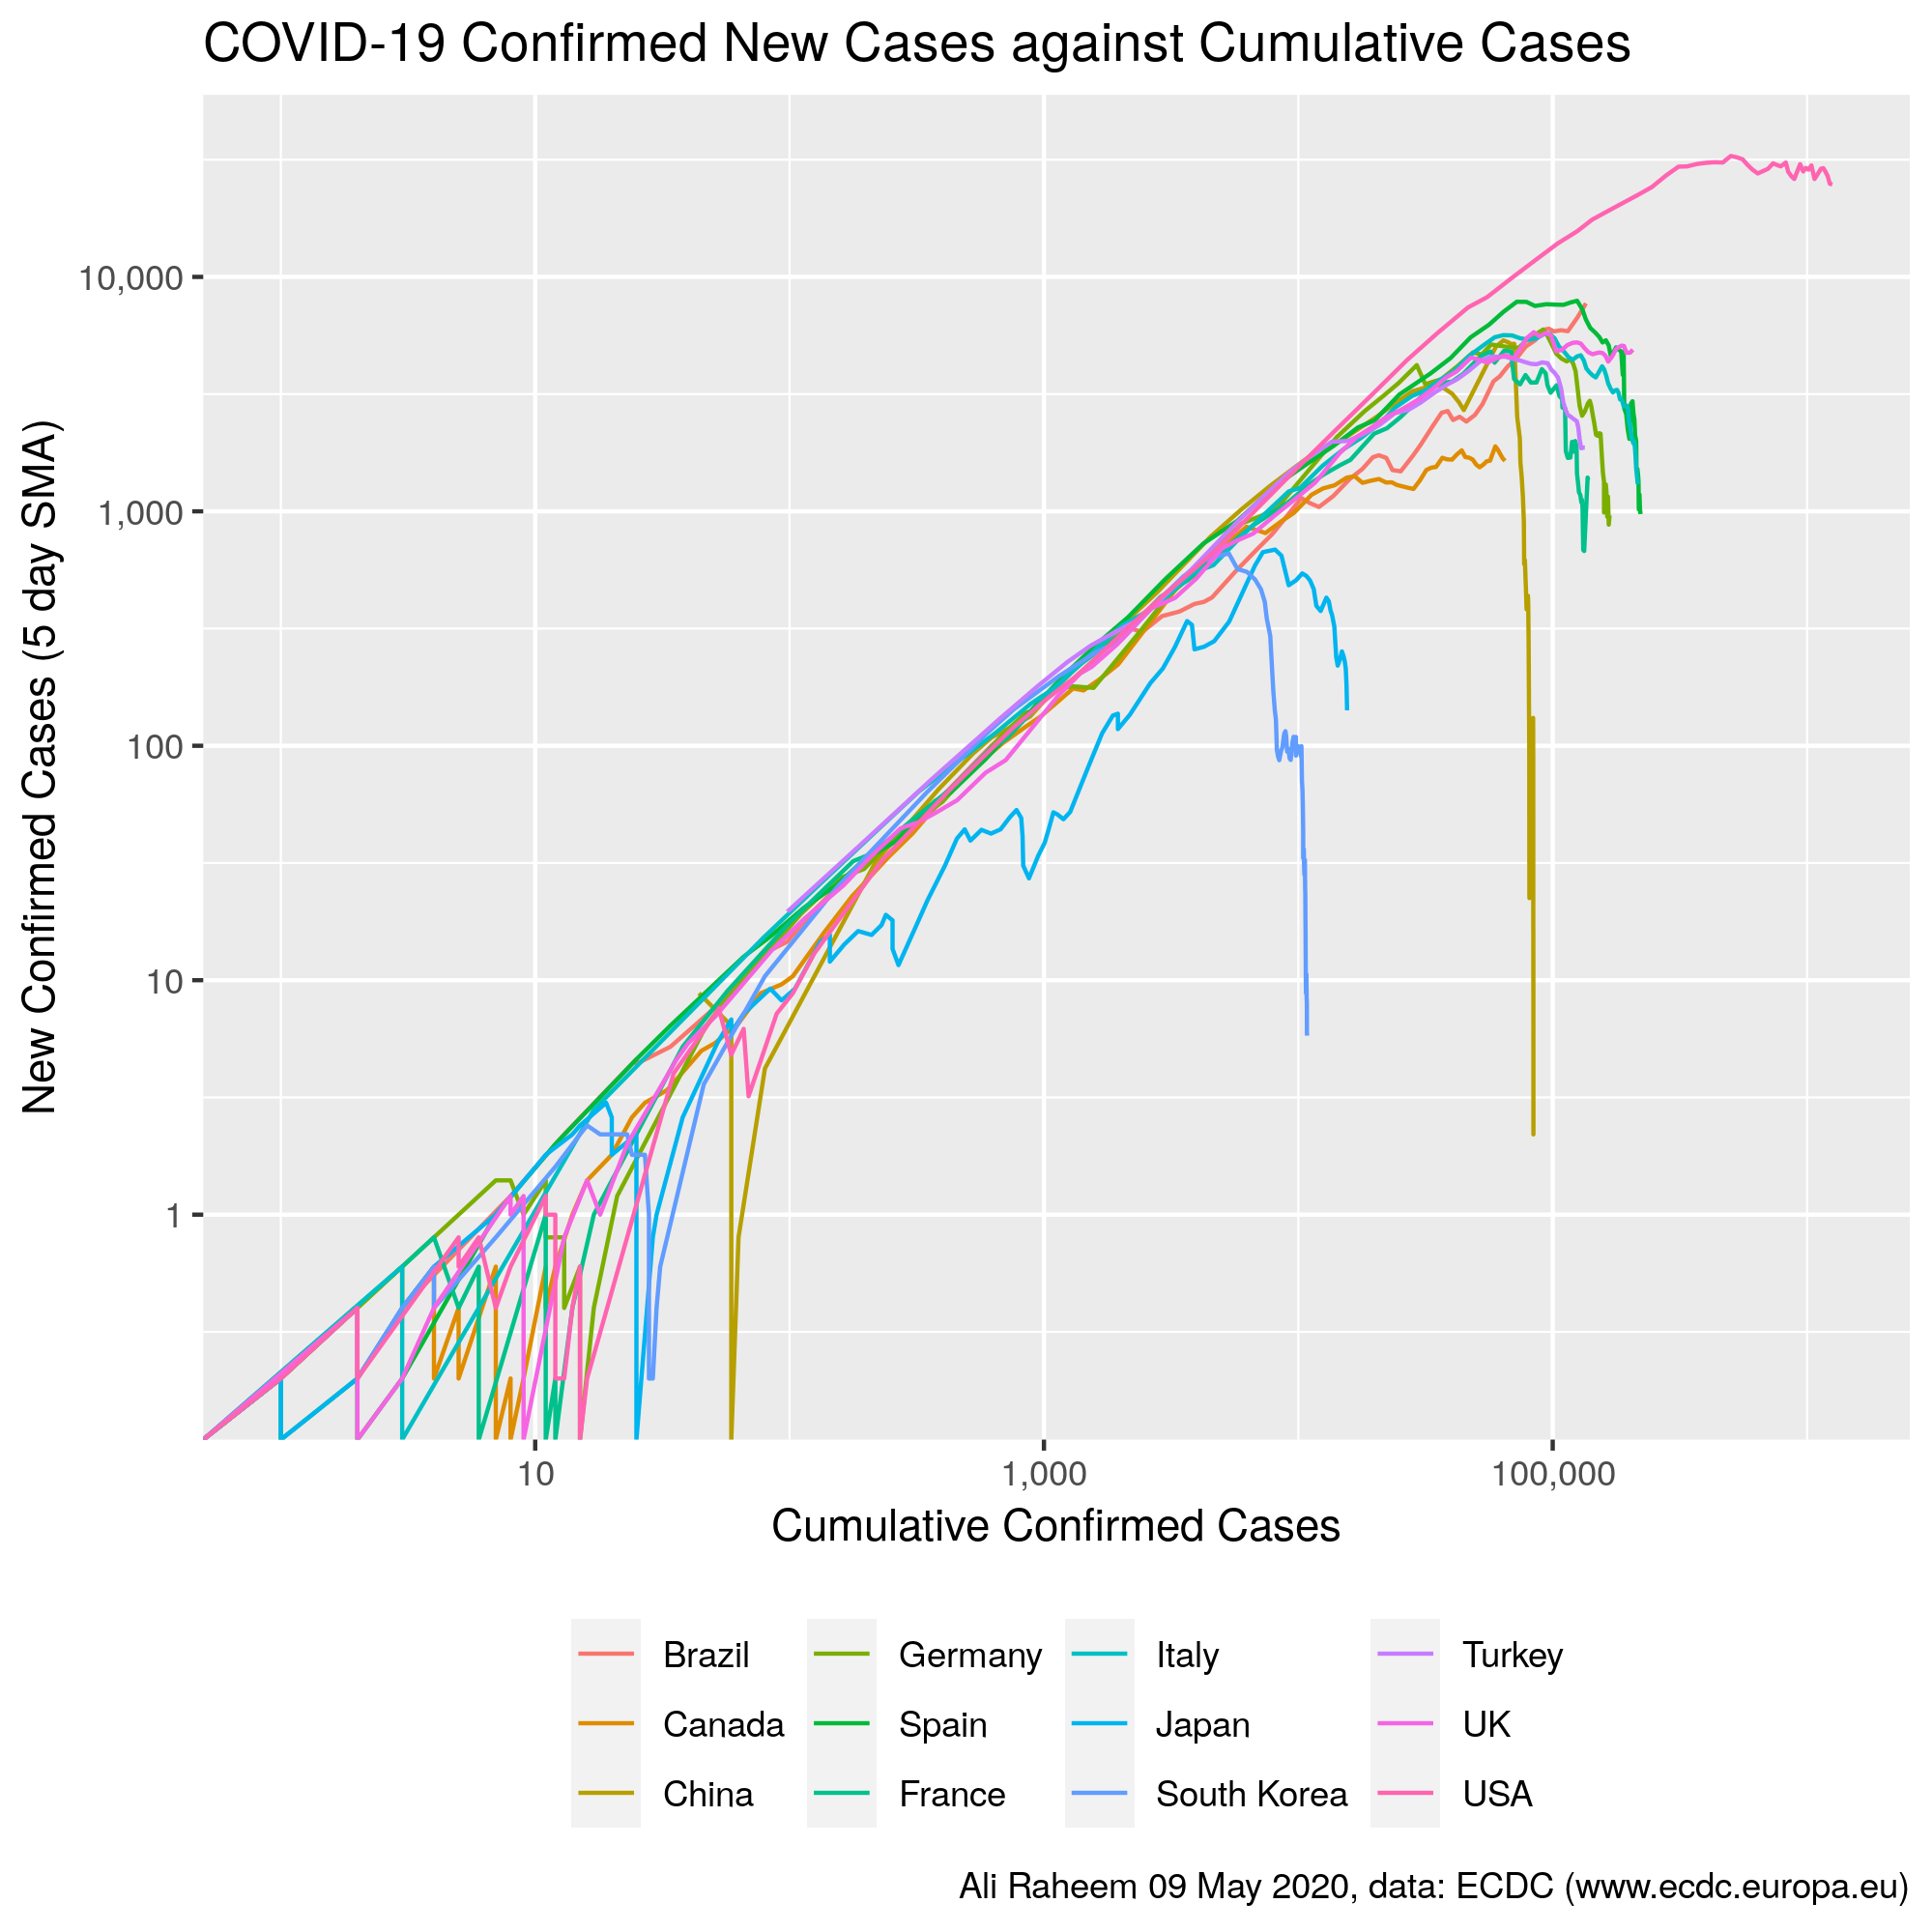 COVID-19 Confirmed New Cases against Cumulative Cases
New Confirmed Cases (5 day SMA)
10,000
1,000
100
10
1
10 1,000 100,000
Cumulative Confirmed Cases
Brazil Germany Italy Turkey
Canada Spain Japan UK
China France South Korea USA
Ali Raheem 09 May 2020, data: ECDC (www.ecdc.europa.eu)